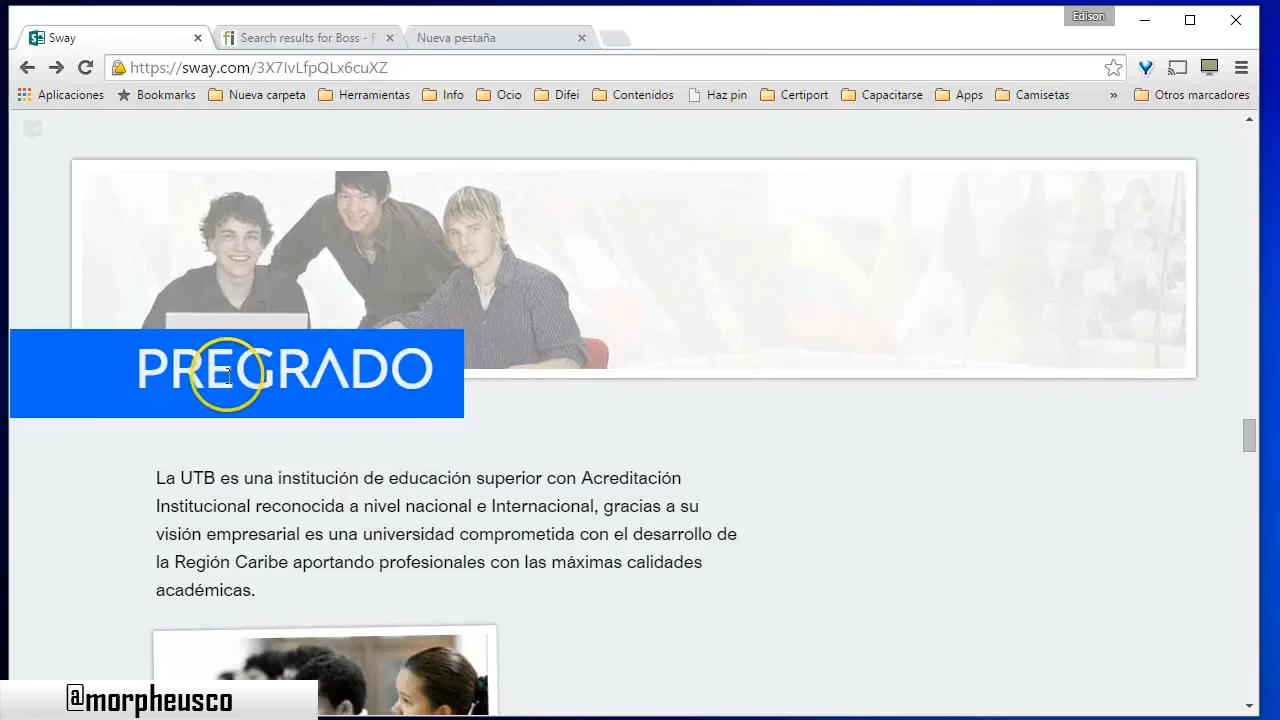 Edison
Sway
Search results for Boss - F
Nueva pestaña
https://sway.com/3X7IvLfpQLx6cuXZ
Aplicaciones Bookmarks Nueva carpeta Herramientas Info Ocio Difei Contenidos Haz pin Certiport Capacitarse Apps Camisetas » Otros marcadores
PREGRADO
La UTB es una institución de educación superior con Acreditación
Institucional reconocida a nivel nacional e Internacional, gracias a su
visión empresarial es una universidad comprometida con el desarrollo de
la Región Caribe aportando profesionales con las máximas calidades
académicas.
@morpheusco